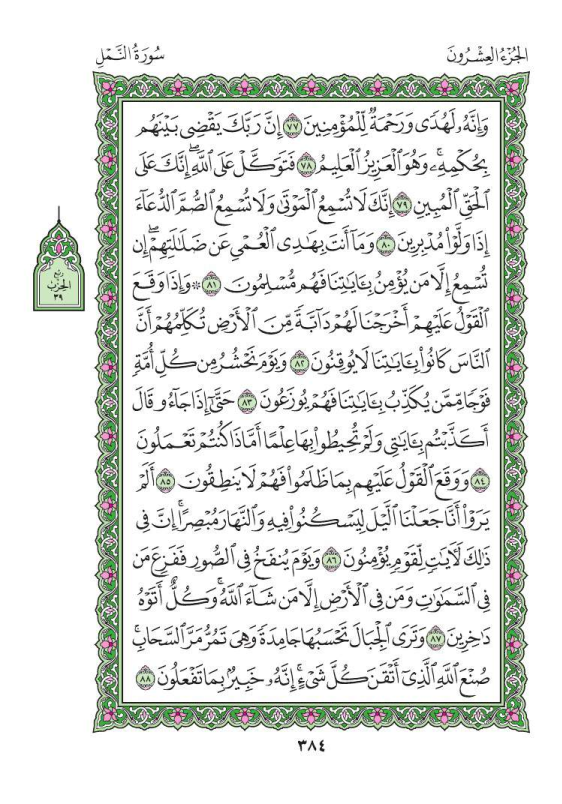 الجُزْءُ العِشْرُونَ
سُورَةُ النَّمْلِ
وَإِنَّهُۥ لَهُدٗى وَرَحۡمَةٞ لِّلۡمُؤۡمِنِينَ ٧٧ إِنَّ رَبَّكَ يَقۡضِي بَيۡنَهُم
بِحُكۡمِهِۦۚ وَهُوَ ٱلۡعَزِيزُ ٱلۡعَلِيمُ ٧٨ فَتَوَكَّلۡ عَلَى ٱللَّهِۖ إِنَّكَ عَلَى
ٱلۡحَقِّ ٱلۡمُبِينِ ٧٩ إِنَّكَ لَا تُسۡمِعُ ٱلۡمَوۡتَىٰ وَلَا تُسۡمِعُ ٱلصُّمَّ ٱلدُّعَآءَ
إِذَا وَلَّوۡاْ مُدۡبِرِينَ ٨٠ وَمَآ أَنتَ بِهَٰدِي ٱلۡعُمۡيِ عَن ضَلَٰلَتِهِمۡۖ إِن
تُسۡمِعُ إِلَّا مَن يُؤۡمِنُ بِـَٔايَٰتِنَا فَهُم مُّسۡلِمُونَ ٨١ ۞ وَإِذَا وَقَعَ
ٱلۡقَوۡلُ عَلَيۡهِمۡ أَخۡرَجۡنَا لَهُمۡ دَآبَّةٗ مِّنَ ٱلۡأَرۡضِ تُكَلِّمُهُمۡ أَنَّ
ٱلنَّاسَ كَانُواْ بِـَٔايَٰتِنَا لَا يُوقِنُونَ ٨٢ وَيَوۡمَ نَحۡشُرُ مِن كُلِّ أُمَّةٖ
فَوۡجٗا مِّمَّن يُكَذِّبُ بِـَٔايَٰتِنَا فَهُمۡ يُوزَعُونَ ٨٣ حَتَّىٰٓ إِذَا جَآءُو قَالَ
أَكَذَّبۡتُم بِـَٔايَٰتِي وَلَمۡ تُحِيطُواْ بِهَا عِلۡمًا أَمَّاذَا كُنتُمۡ تَعۡمَلُونَ
٨٤ وَوَقَعَ ٱلۡقَوۡلُ عَلَيۡهِم بِمَا ظَلَمُواْ فَهُمۡ لَا يَنطِقُونَ ٨٥ أَلَمۡ
يَرَوۡاْ أَنَّا جَعَلۡنَا ٱلَّيۡلَ لِيَسۡكُنُواْ فِيهِ وَٱلنَّهَارَ مُبۡصِرًاۚ إِنَّ فِي
ذَٰلِكَ لَأٓيَٰتٖ لِّقَوۡمٖ يُؤۡمِنُونَ ٨٦ وَيَوۡمَ يُنفَخُ فِي ٱلصُّورِ فَفَزِعَ مَن
فِي ٱلسَّمَٰوَٰتِ وَمَن فِي ٱلۡأَرۡضِ إِلَّا مَن شَآءَ ٱللَّهُۚ وَكُلٌّ أَتَوۡهُ
دَٰخِرِينَ ٨٧ وَتَرَى ٱلۡجِبَالَ تَحۡسَبُهَا جَامِدَةٗ وَهِيَ تَمُرُّ مَرَّ ٱلسَّحَابِۚ
صُنۡعَ ٱللَّهِ ٱلَّذِيٓ أَتۡقَنَ كُلَّ شَيۡءٍۚ إِنَّهُۥ خَبِيرُۢ بِمَا تَفۡعَلُونَ ٨٨
ربع
الحزب
٣٩
٣٨٤